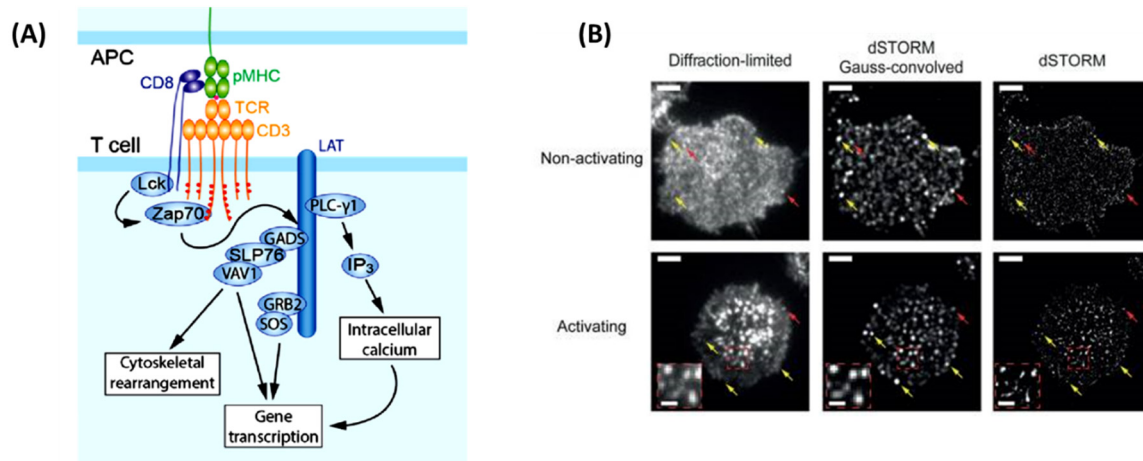 (A)
APC
CD8
pMHC
TCR
CD3
T cell
LAT
Lck
Zap70
PLC-γ1
GADS
SLP76
VAV1
IP3
GRB2
SOS
Intracellular
calcium
Cytoskeletal
rearrangement
Gene
transcription
(B)
Diffraction-limited
dSTORM
Gauss-convolved
dSTORM
Non-activating
Activating